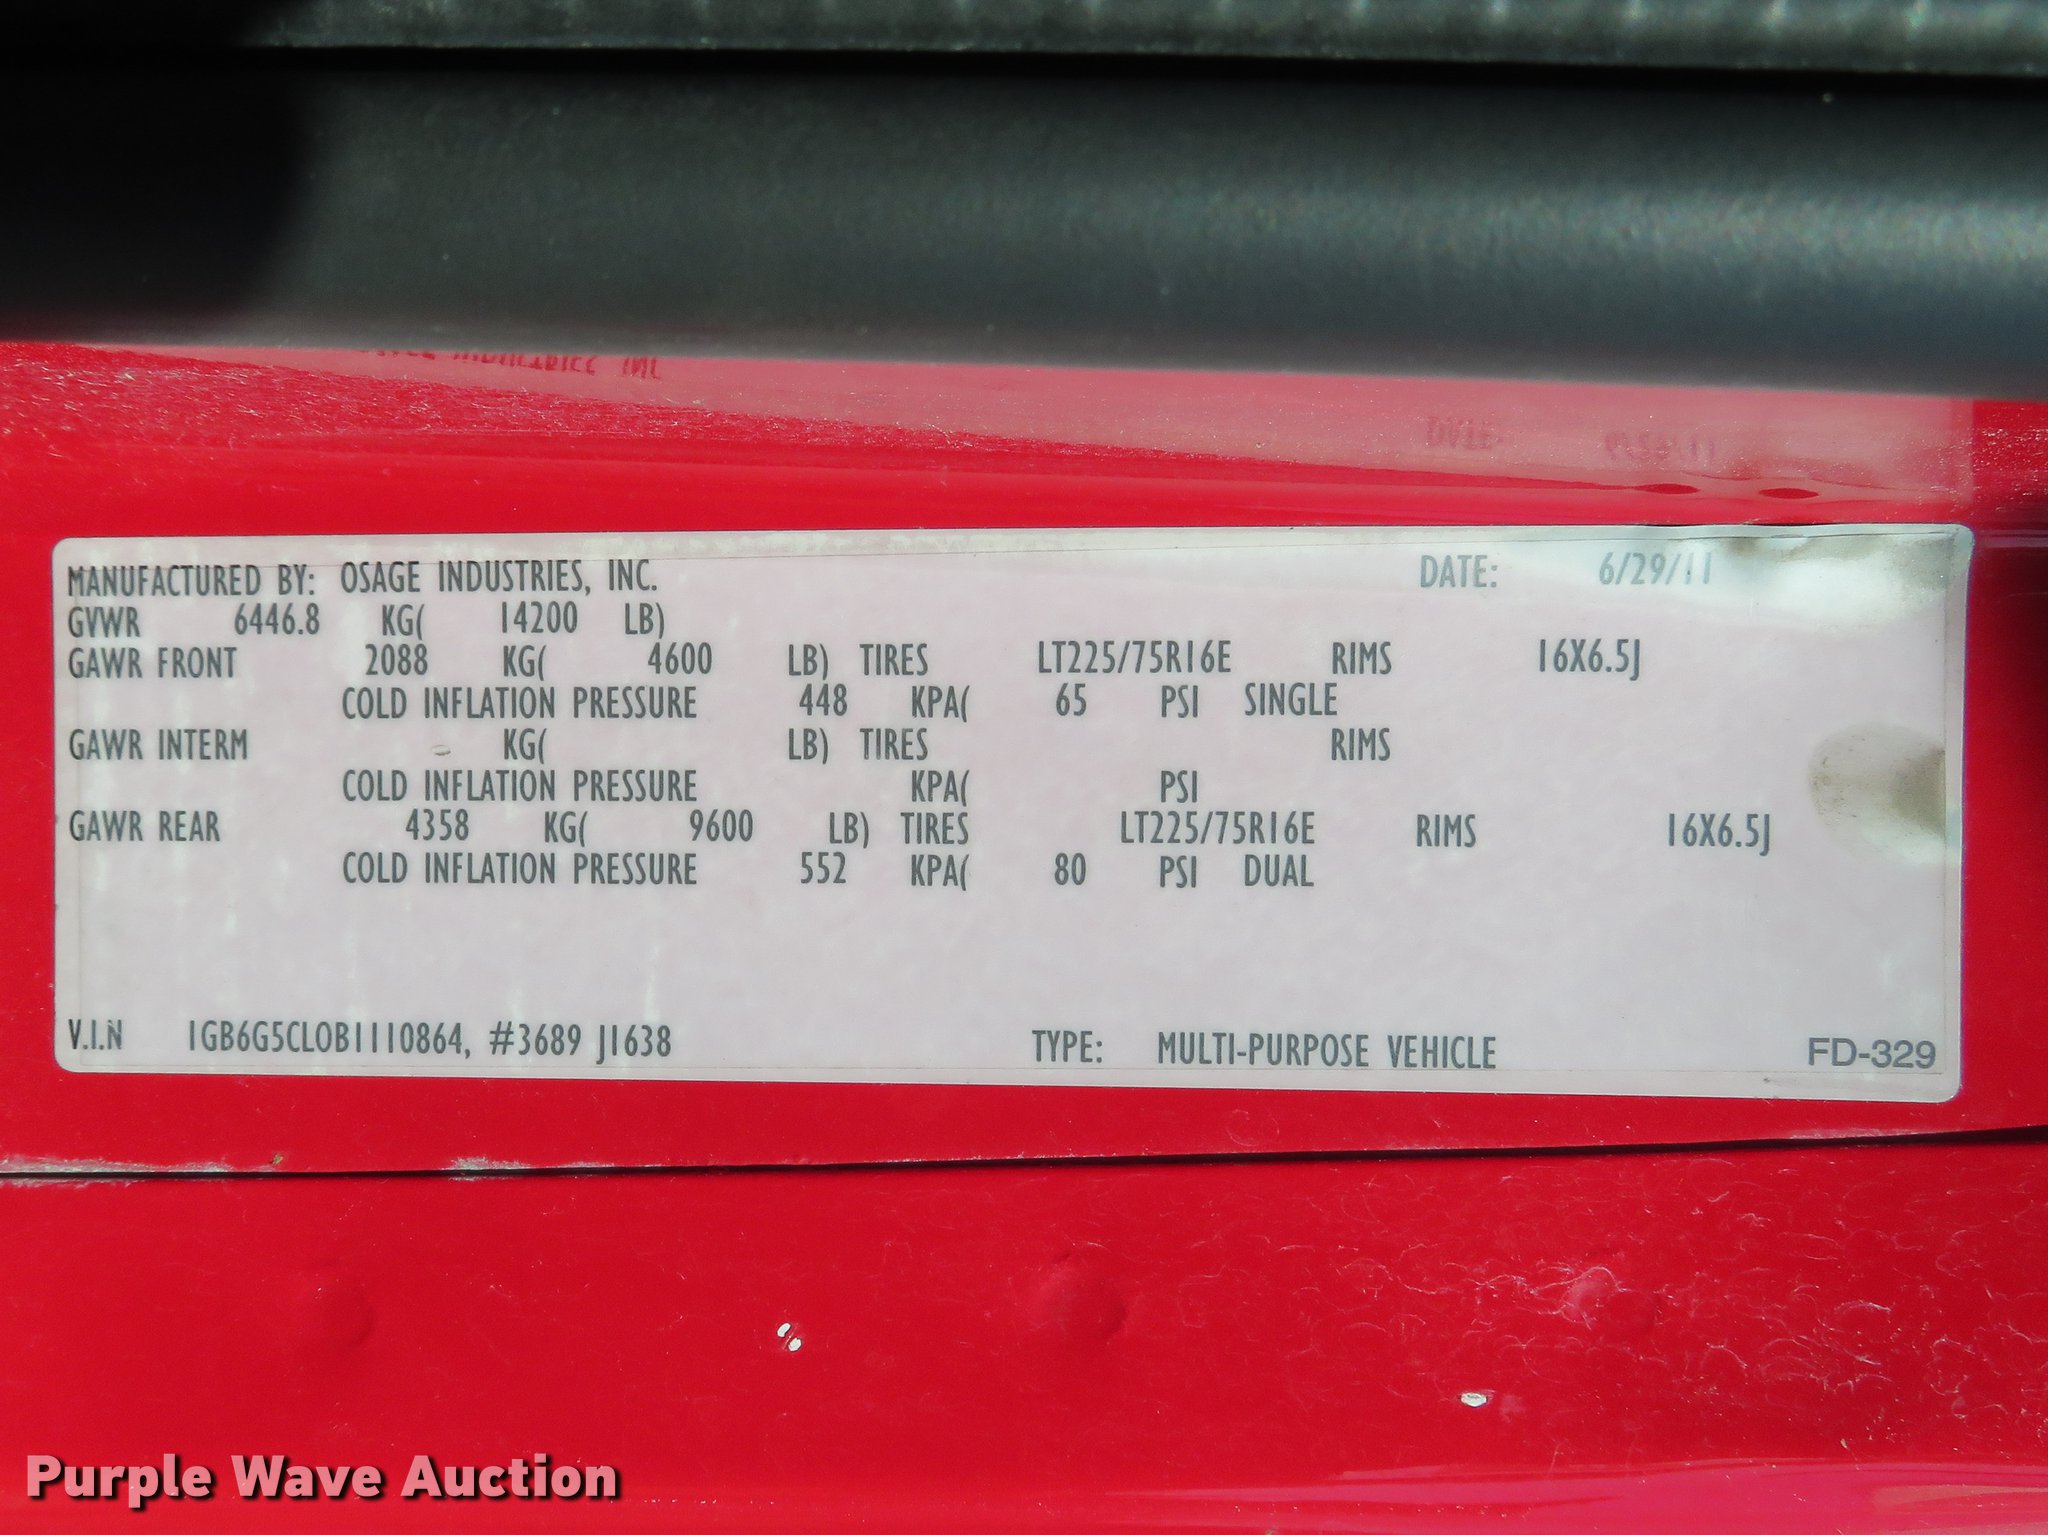 MANUFACTURED BY: OSAGE INDUSTRIES, INC. DATE: 6/29/11
GVWR 6446.8 KG( 14200 LB)
GAWR FRONT 2088 KG( 4600 LB) TIRES LT225/75R16E RIMS 16X6.5J
COLD INFLATION PRESSURE 448 KPA( 65 PSI SINGLE
GAWR INTERM KG( LB) TIRES RIMS
COLD INFLATION PRESSURE KPA( PSI
GAWR REAR 4358 KG( 9600 LB) TIRES LT225/75R16E RIMS 16X6.5J
COLD INFLATION PRESSURE 552 KPA( 80 PSI DUAL
V.I.N 1GB6G5CL0B1110864, #3689 J1638 TYPE: MULTI-PURPOSE VEHICLE FD-329
Purple Wave Auction